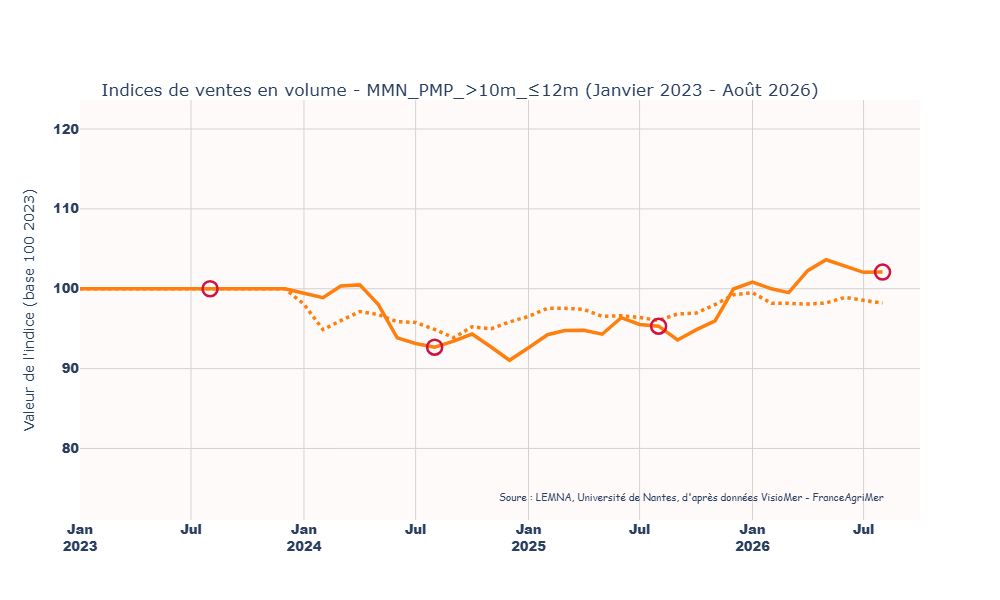 Indices de ventes en volume - MMN_PMP_>10m_≤12m (Janvier 2023 - Août 2026)
Valeur de l'indice (base 100 2023)
120
110
100
90
80
Soure : LEMNA, Université de Nantes, d'après données VisioMer - FranceAgriMer
Jan Jul Jan Jul Jan Jul Jan Jul
2023 2024 2025 2026